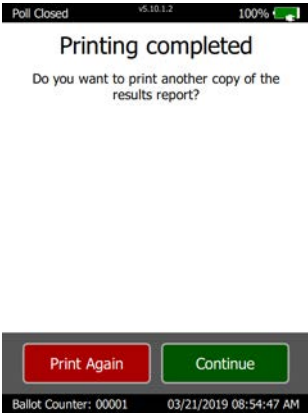 Poll Closed v5.10.1.2 100%
Printing completed
Do you want to print another copy of the
results report?
Print Again Continue
Ballot Counter: 00001 03/21/2019 08:54:47 AM